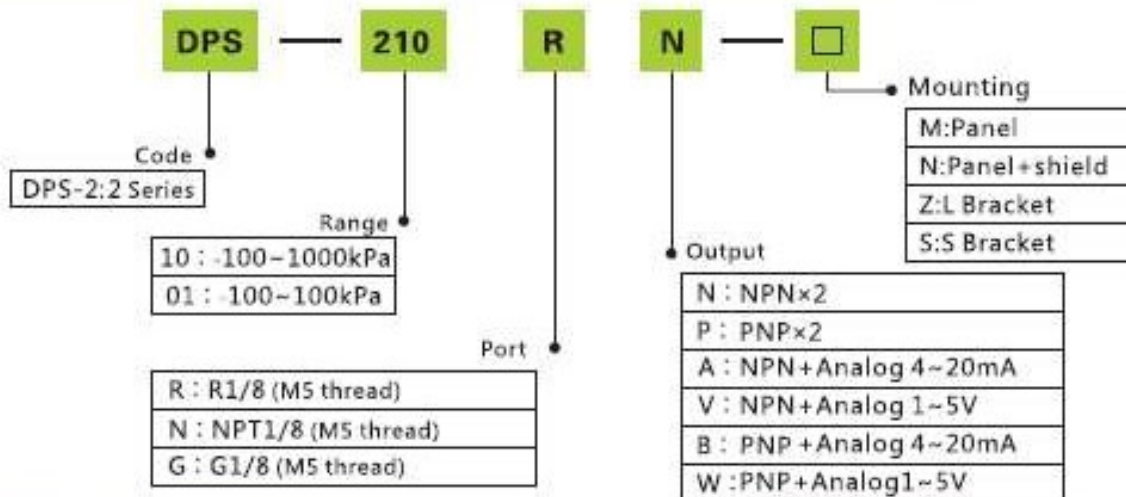 DPS — 210 R N — □
Code
DPS-2:2 Series
Range
10 : -100~1000kPa
01 : -100~100kPa
Port
R : R1/8 (M5 thread)
N : NPT1/8 (M5 thread)
G : G1/8 (M5 thread)
Output
N : NPN×2
P : PNP×2
A : NPN+Analog 4~20mA
V : NPN+Analog 1~5V
B : PNP+Analog 4~20mA
W :PNP+Analog1~5V
Mounting
M:Panel
N:Panel+shield
Z:L Bracket
S:S Bracket